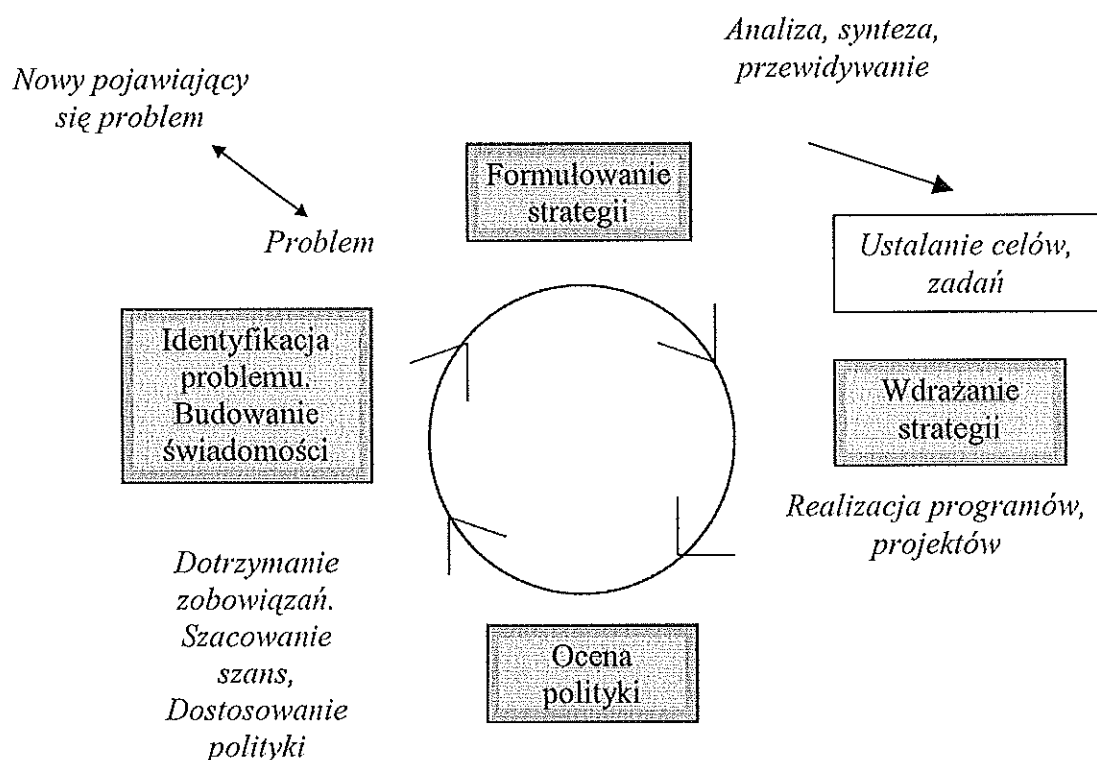 Analiza, synteza,
przewidywanie
Nowy pojawiający
się problem
Formułowanie
strategii
Problem
Ustalanie celów,
zadań
Identyfikacja
problemu.
Budowanie
świadomości
Wdrażanie
strategii
Realizacja programów,
projektów
Dotrzymanie
zobowiązań.
Szacowanie
szans,
Dostosowanie
polityki
Ocena
polityki